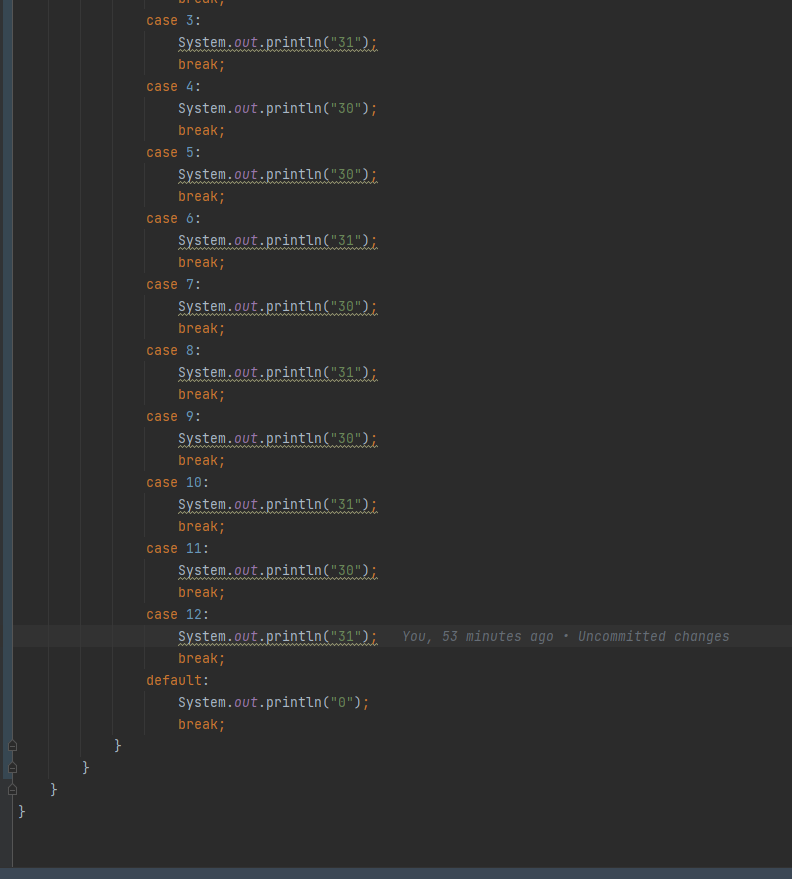 break;
case 3:
System.out.println("31");
break;
case 4:
System.out.println("30");
break;
case 5:
System.out.println("30");
break;
case 6:
System.out.println("31");
break;
case 7:
System.out.println("30");
break;
case 8:
System.out.println("31");
break;
case 9:
System.out.println("30");
break;
case 10:
System.out.println("31");
break;
case 11:
System.out.println("30");
break;
case 12:
System.out.println("31"); You, 53 minutes ago • Uncommitted changes
break;
default:
System.out.println("0");
break;
}
}
}
}